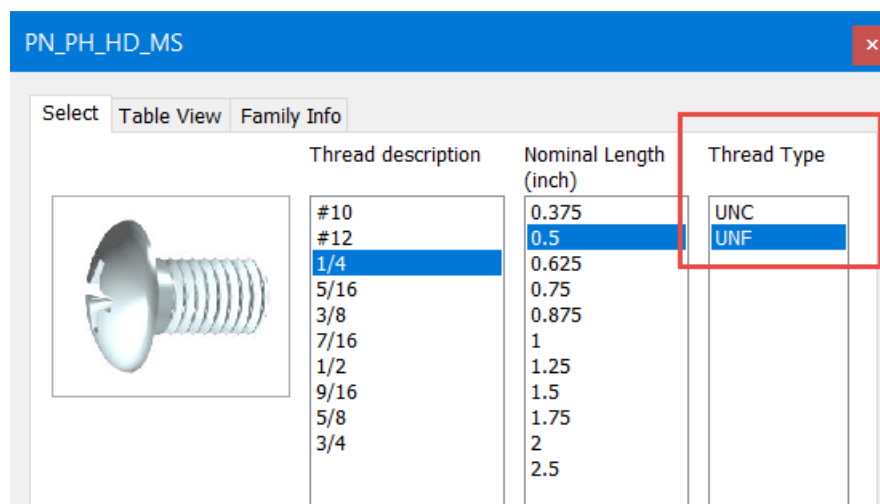 PN_PH_HD_MS
×
Select
Table View
Family Info
Thread description
#10
#12
1/4
5/16
3/8
7/16
1/2
9/16
5/8
3/4
Nominal Length
(inch)
0.375
0.5
0.625
0.75
0.875
1
1.25
1.5
1.75
2
2.5
Thread Type
UNC
UNF